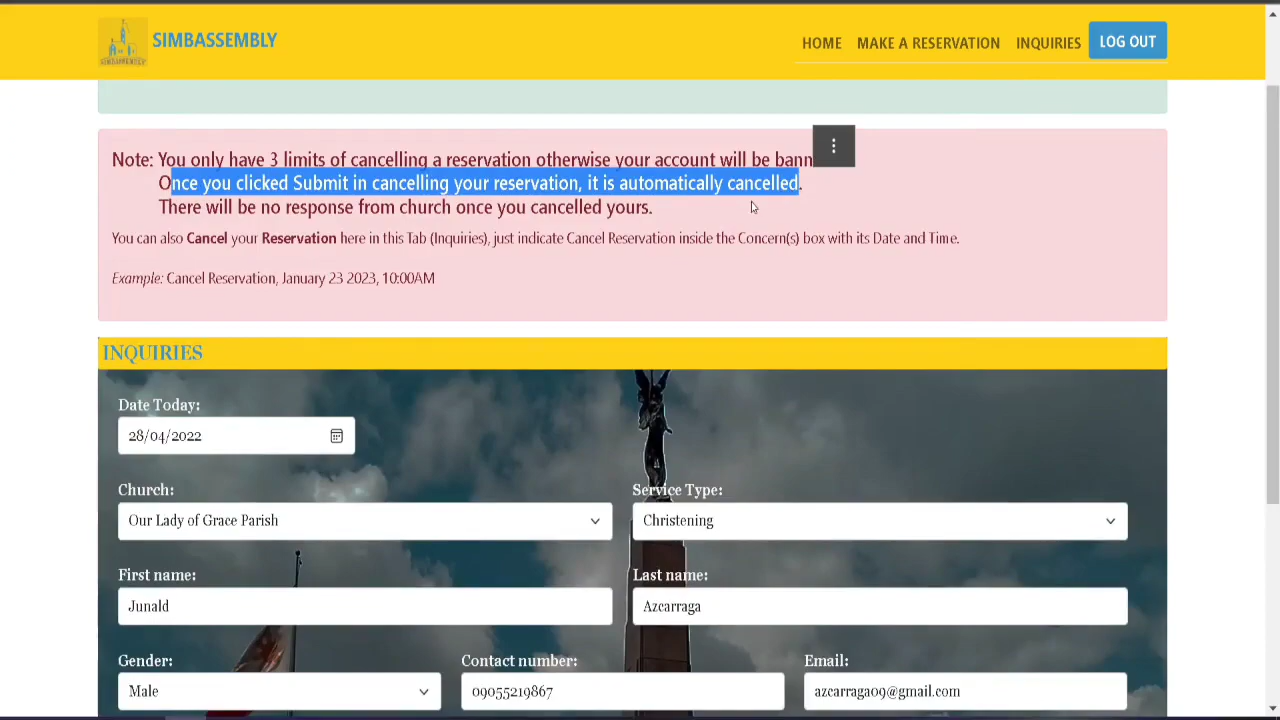 SIMBASSEMBLY
HOME MAKE A RESERVATION INQUIRIES LOG OUT
Note: You only have 3 limits of cancelling a reservation otherwise your account will be bann
Once you clicked Submit in cancelling your reservation, it is automatically cancelled.
There will be no response from church once you cancelled yours.
You can also Cancel your Reservation here in this Tab (Inquiries), just indicate Cancel Reservation inside the Concern(s) box with its Date and Time.
Example: Cancel Reservation, January 23 2023, 10:00AM
INQUIRIES
Date Today:
28/04/2022
Church: Service Type:
Our Lady of Grace Parish Christening
First name: Last name:
Junald Azcarraga
Gender: Contact number: Email:
Male 09055219867 azcarraga09@gmail.com